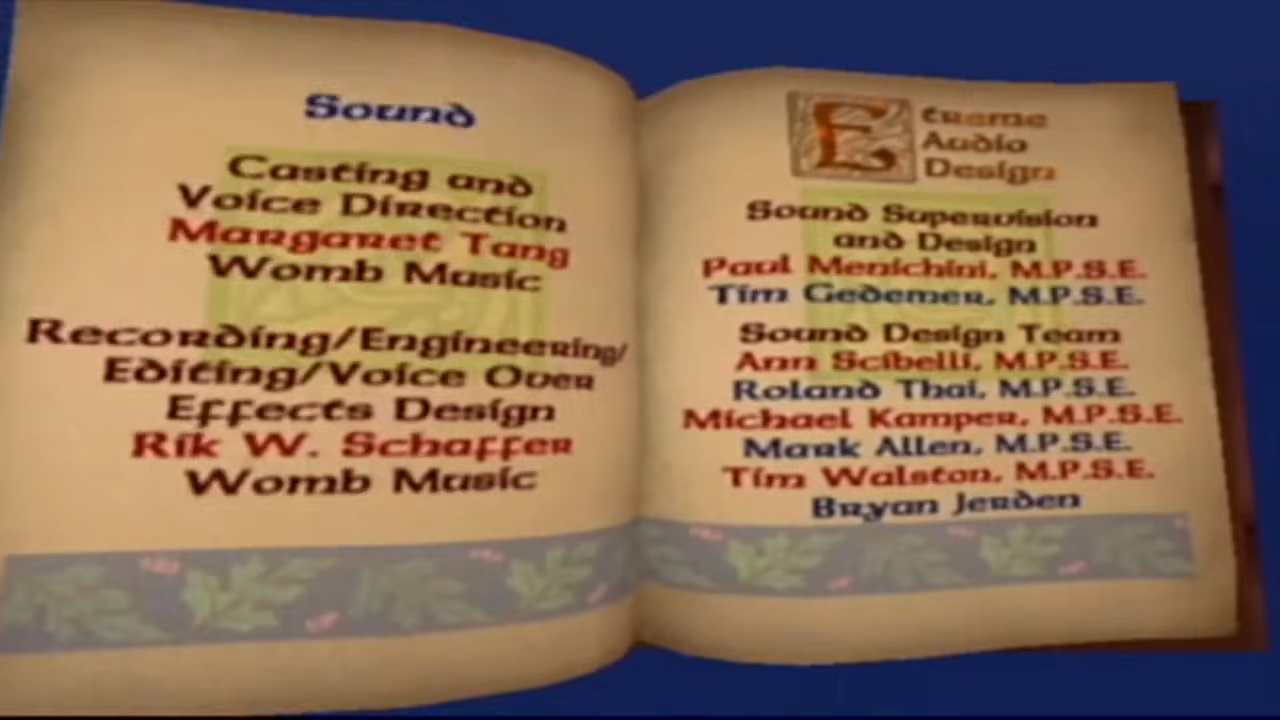 Sound
Casting and
Voice Direction
Margaret Tang
Womb Music
Recording/Engineering/
Editing/Voice Over
Effects Design
Rik W. Schaffer
Womb Music
Extreme
Audio
Design
Sound Supervision
and Design
Paul Menichini, M.P.S.E.
Tim Gedemer, M.P.S.E.
Sound Design Team
Ann Scibelli, M.P.S.E.
Roland Thai, M.P.S.E.
Michael Kamper, M.P.S.E.
Mark Allen, M.P.S.E.
Tim Walston, M.P.S.E.
Bryan Jerden